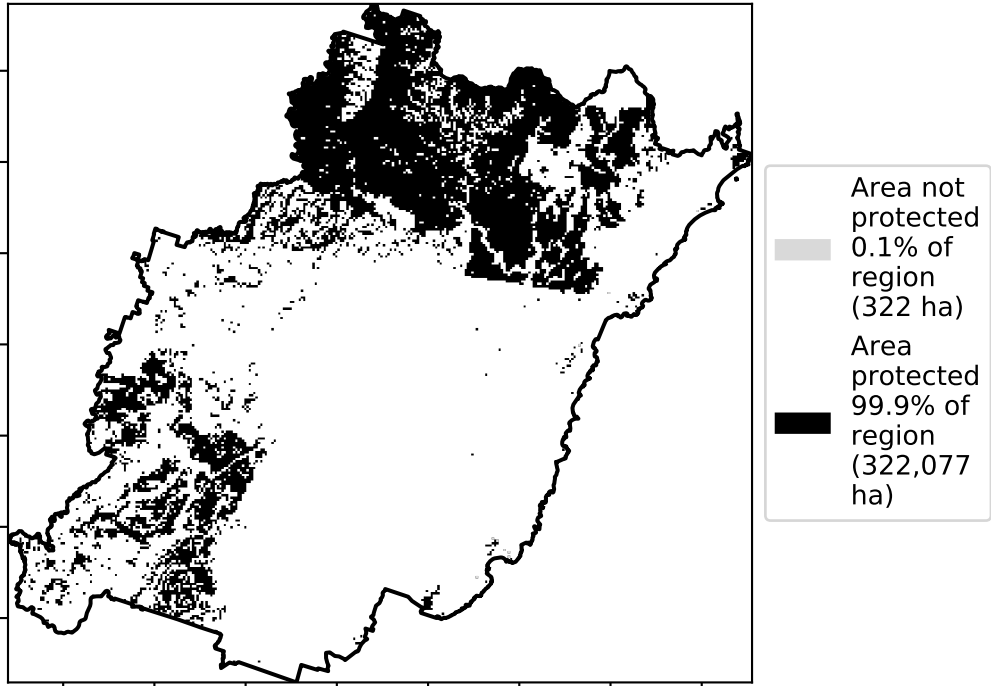 Area not
protected
0.1% of
region
(322 ha)
Area
protected
99.9% of
region
(322,077
ha)